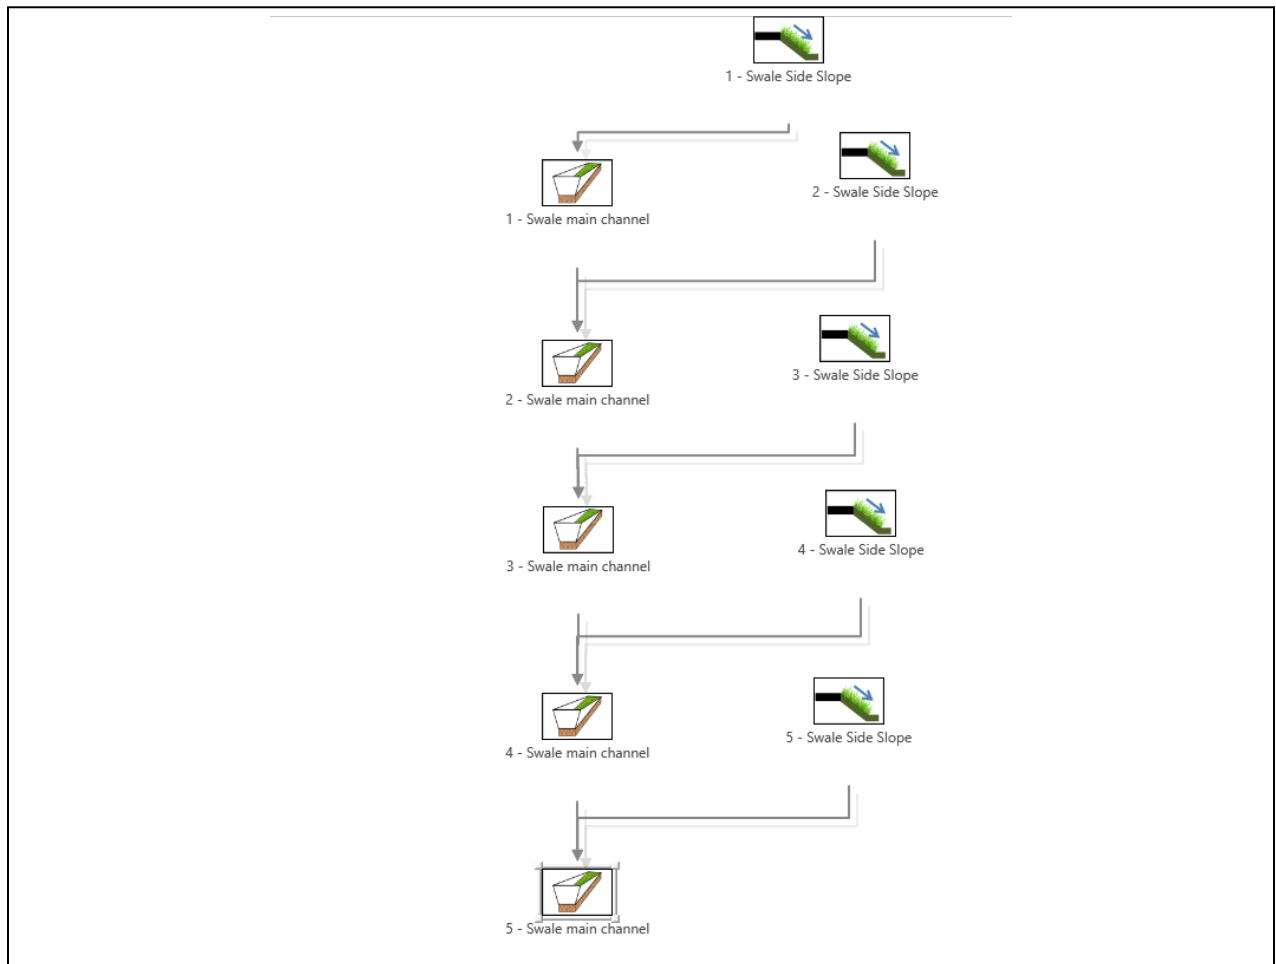 1 - Swale Side Slope
1 - Swale main channel
2 - Swale Side Slope
2 - Swale main channel
3 - Swale Side Slope
3 - Swale main channel
4 - Swale Side Slope
4 - Swale main channel
5 - Swale Side Slope
5 - Swale main channel